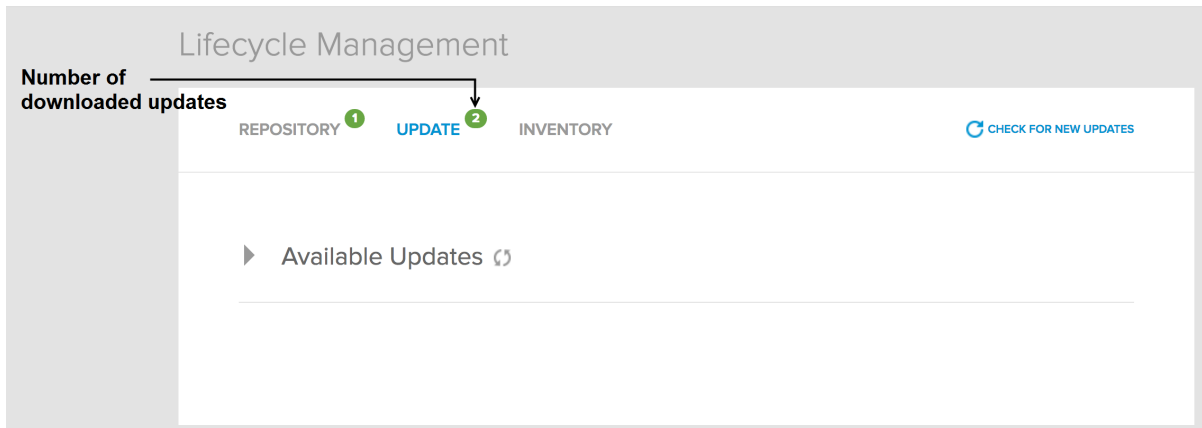 Lifecycle Management
Number of
downloaded updates
REPOSITORY 1 UPDATE 2 INVENTORY CHECK FOR NEW UPDATES
Available Updates